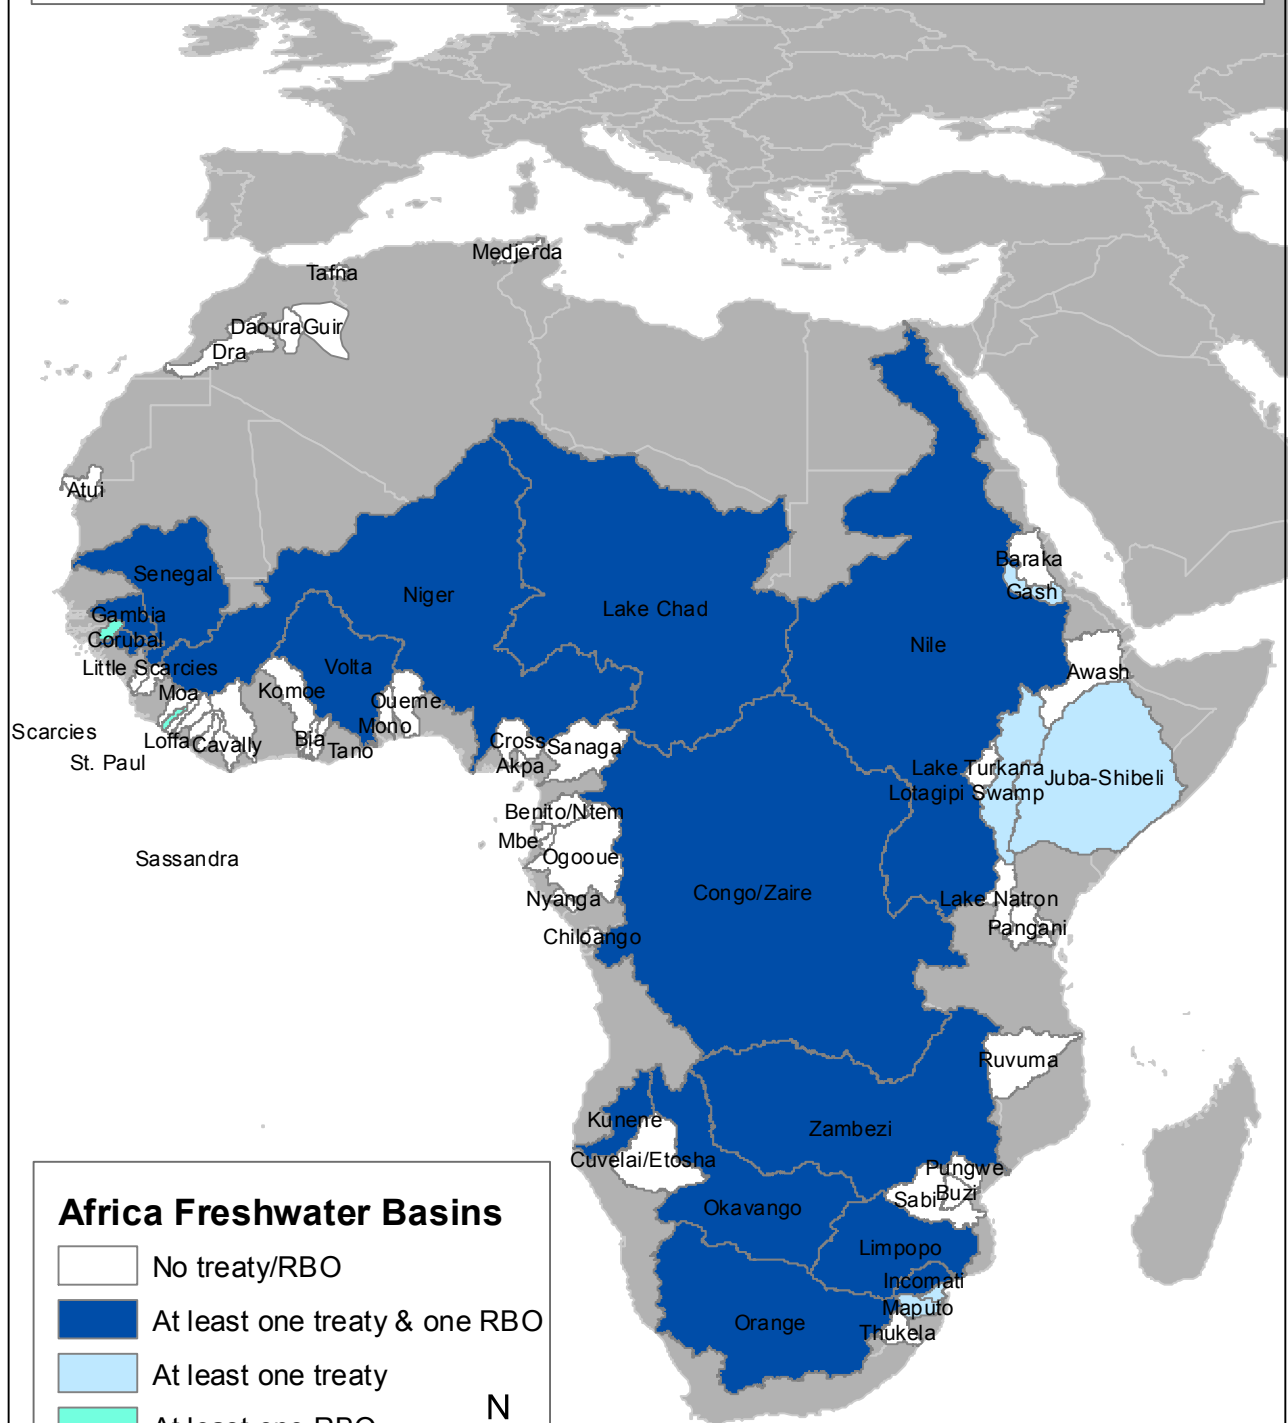 Medjerda
Tafna
Daoura
Guir
Dra
Atui
Baraka
Senegal
Gash
Niger
Lake Chad
Gambia
Corubal
Nile
Little Scarcies
Volta
Awash
Moa
Komoe
Oueme
Mono
Scarcies
Loffa
Cavally
Bia
Tano
Cross
Sanaga
St. Paul
Akpa
Lake Turkana
Juba-Shibeli
Lotagipi Swamp
Benito/Ntem
Mbe
Ogooue
Sassandra
Congo/Zaire
Nyanga
Lake Natron
Pangani
Chiloango
Ruvuma
Kunene
Zambezi
Cuvelai/Etosha
Pungwe
Buzi
Sabi
Okavango
Limpopo
Incomati
Maputo
Orange
Thukela
Africa Freshwater Basins
No treaty/RBO
At least one treaty & one RBO
At least one treaty
At least one RBO
N